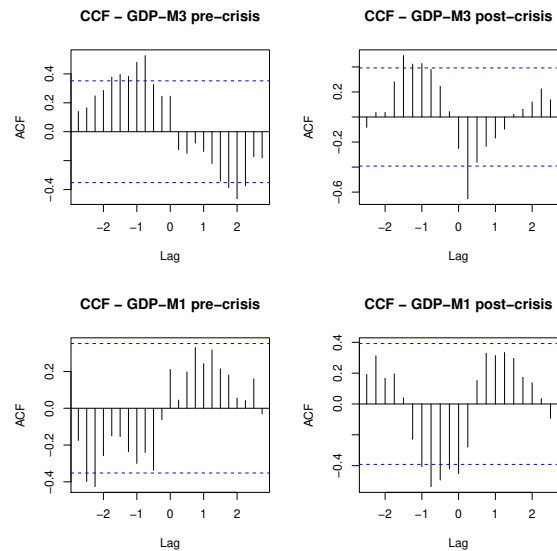 CCF − GDP−M3 pre−crisis
ACF
0.4
0.2
0.0
−0.4
−2 −1 0 1 2
Lag
CCF − GDP−M3 post−crisis
ACF
0.2
−0.2
−0.6
−2 −1 0 1 2
Lag
CCF − GDP−M1 pre−crisis
ACF
0.2
0.0
−0.2
−0.4
−2 −1 0 1 2
Lag
CCF − GDP−M1 post−crisis
ACF
0.4
0.2
0.0
−0.4
−2 −1 0 1 2
Lag